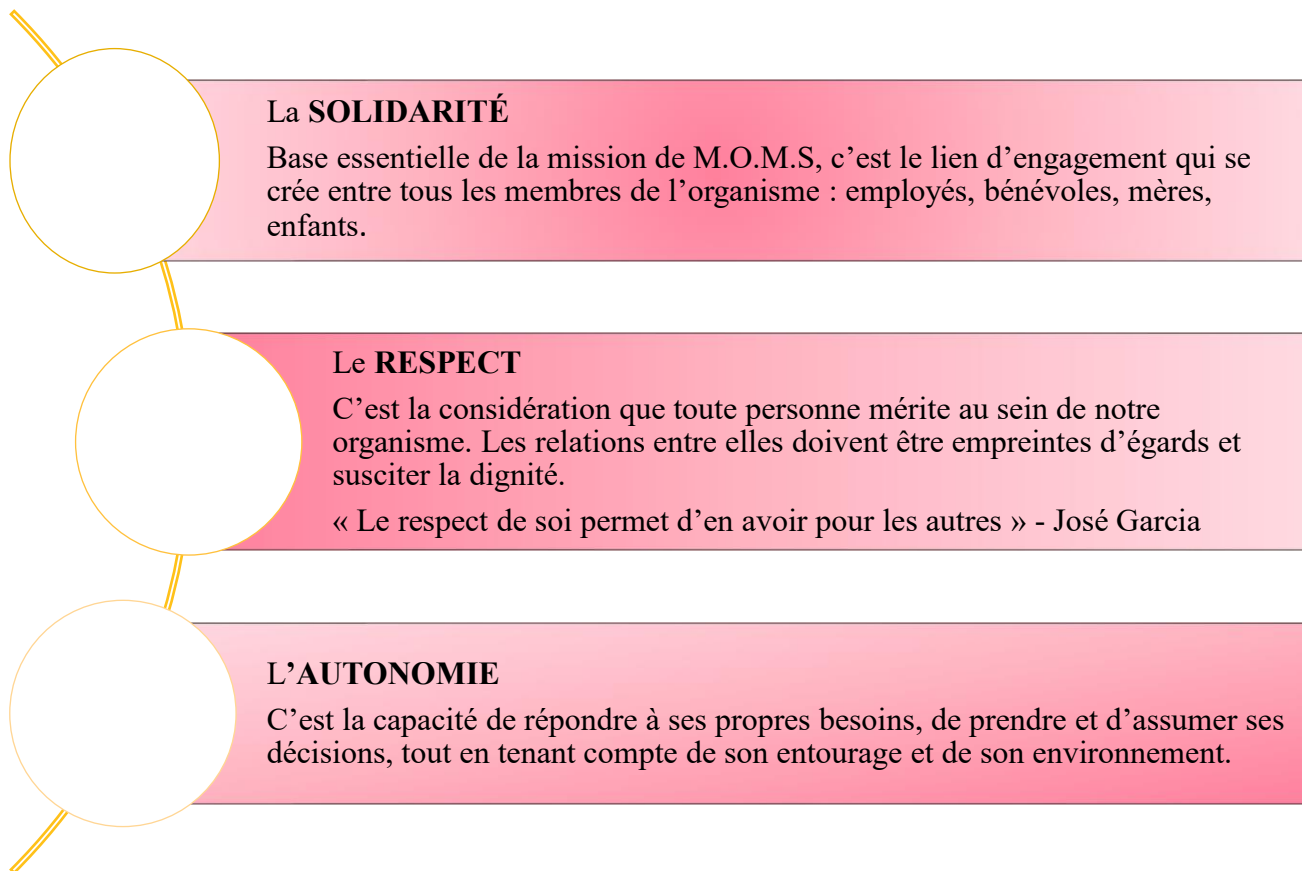 La SOLIDARITÉ
Base essentielle de la mission de M.O.M.S, c’est le lien d’engagement qui se
crée entre tous les membres de l’organisme : employés, bénévoles, mères,
enfants.
Le RESPECT
C’est la considération que toute personne mérite au sein de notre
organisme. Les relations entre elles doivent être empreintes d’égards et
susciter la dignité.
« Le respect de soi permet d’en avoir pour les autres » - José Garcia
L’AUTONOMIE
C’est la capacité de répondre à ses propres besoins, de prendre et d’assumer ses
décisions, tout en tenant compte de son entourage et de son environnement.